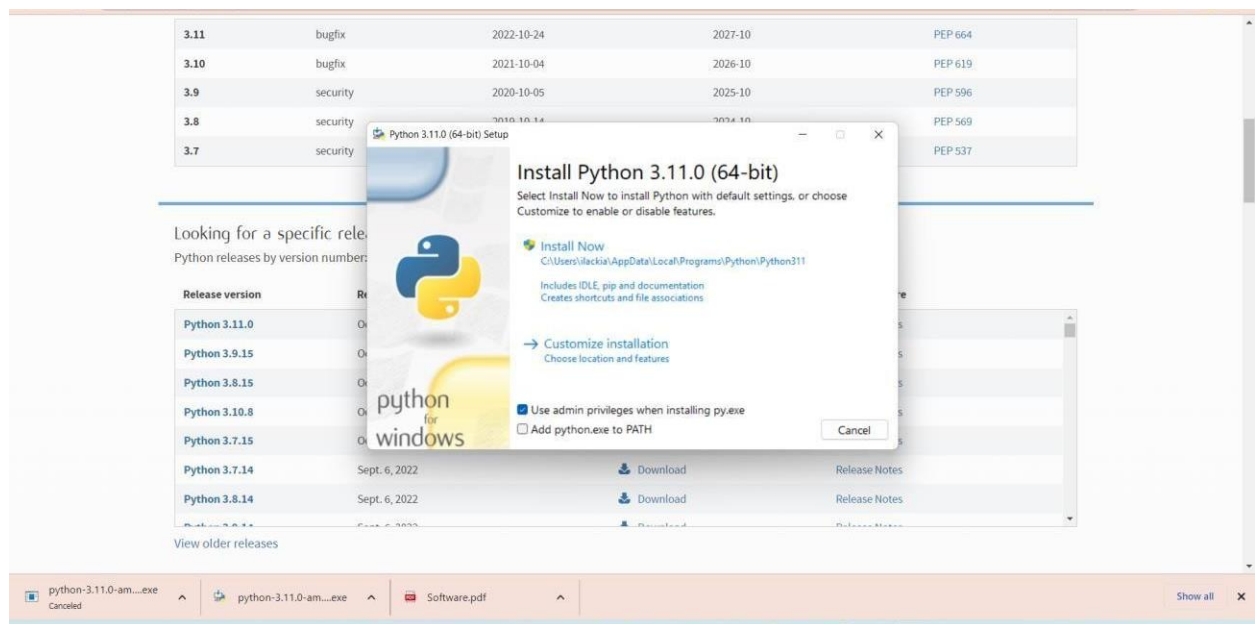 3.11 bugfix 2022-10-24 2027-10 PEP 664
3.10 bugfix 2021-10-04 2026-10 PEP 619
3.9 security 2020-10-05 2025-10 PEP 596
3.8 security 2019-10-14 2024-10 PEP 569
3.7 security PEP 537
Python 3.11.0 (64-bit) Setup
Install Python 3.11.0 (64-bit)
Select Install Now to install Python with default settings, or choose
Customize to enable or disable features.
Install Now
C:\Users\ilackia\AppData\Local\Programs\Python\Python311
Includes IDLE, pip and documentation
Creates shortcuts and file associations
Customize installation
Choose location and features
Use admin privileges when installing py.exe
Add python.exe to PATH
Cancel
python
for
windows
Looking for a specific rele
Python releases by version number:
Release version Re re
Python 3.11.0 O s
Python 3.9.15 O s
Python 3.8.15 O s
Python 3.10.8 O s
Python 3.7.15 O s
Python 3.7.14 Sept. 6, 2022 Download Release Notes
Python 3.8.14 Sept. 6, 2022 Download Release Notes
View older releases
python-3.11.0-am....exe
Canceled
python-3.11.0-am....exe
Software.pdf
Show all